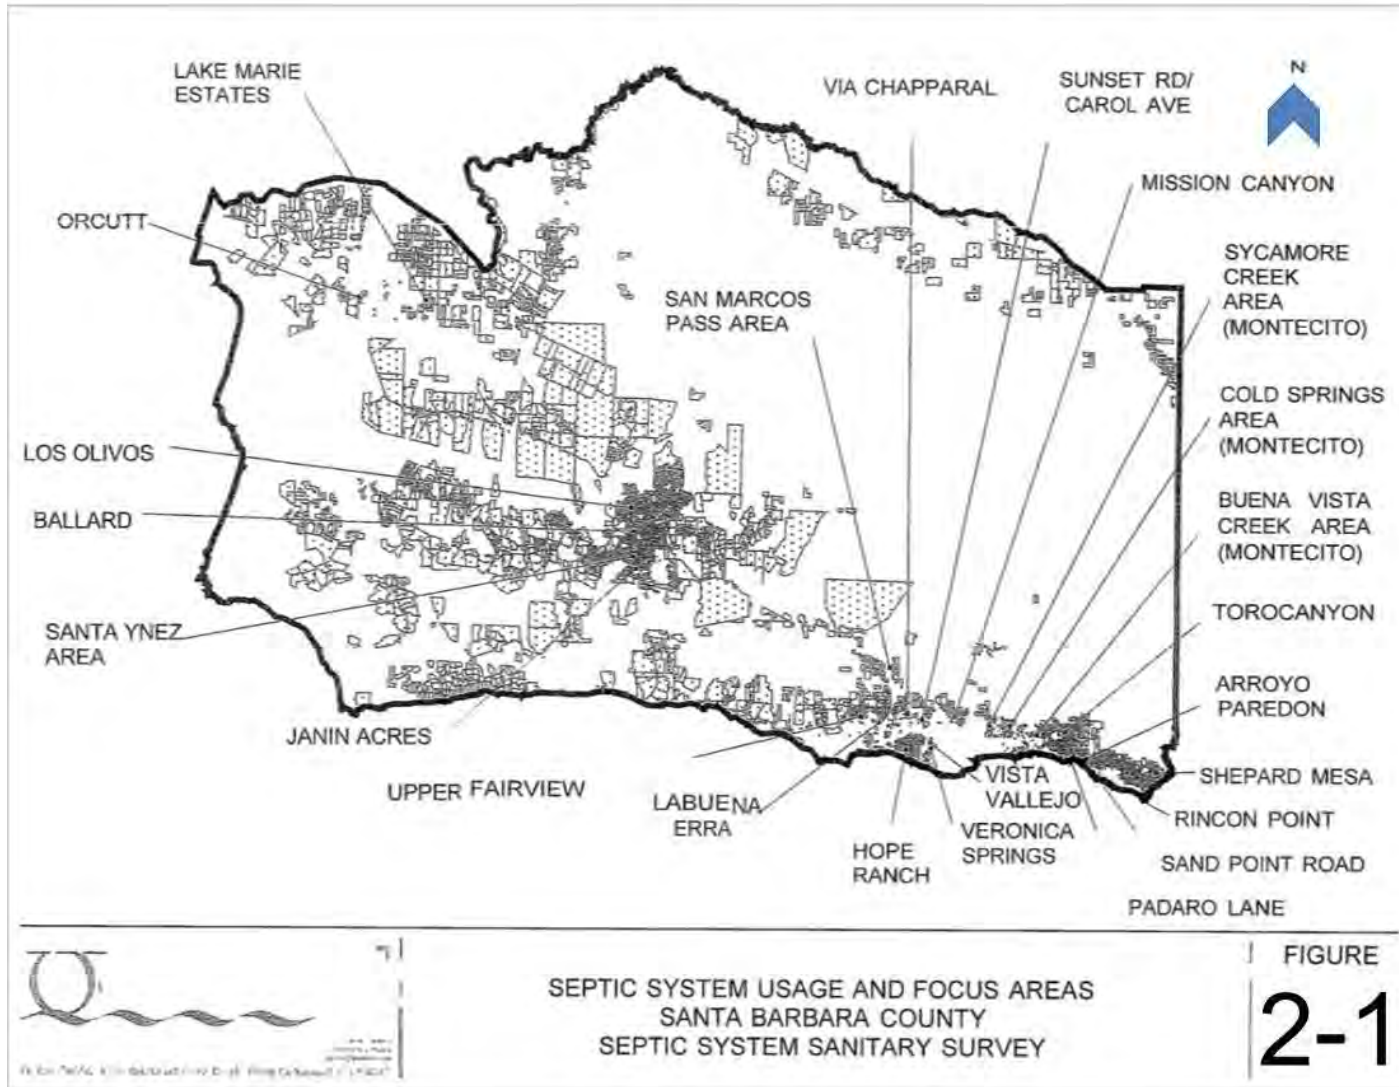 LAKE MARIE
ESTATES
VIA CHAPPARAL
SUNSET RD/
CAROL AVE
N
MISSION CANYON
ORCUTT
SYCAMORE
CREEK
AREA
(MONTECITO)
SAN MARCOS
PASS AREA
COLD SPRINGS
AREA
(MONTECITO)
LOS OLIVOS
BALLARD
BUENA VISTA
CREEK AREA
(MONTECITO)
SANTA YNEZ
AREA
TOROCANYON
ARROYO
PAREDON
JANIN ACRES
UPPER FAIRVIEW
LABUENA
ERRA
VISTA
VALLEJO
SHEPARD MESA
RINCON POINT
HOPE
RANCH
VERONICA
SPRINGS
SAND POINT ROAD
PADARO LANE
SEPTIC SYSTEM USAGE AND FOCUS AREAS
SANTA BARBARA COUNTY
SEPTIC SYSTEM SANITARY SURVEY
FIGURE
2-1